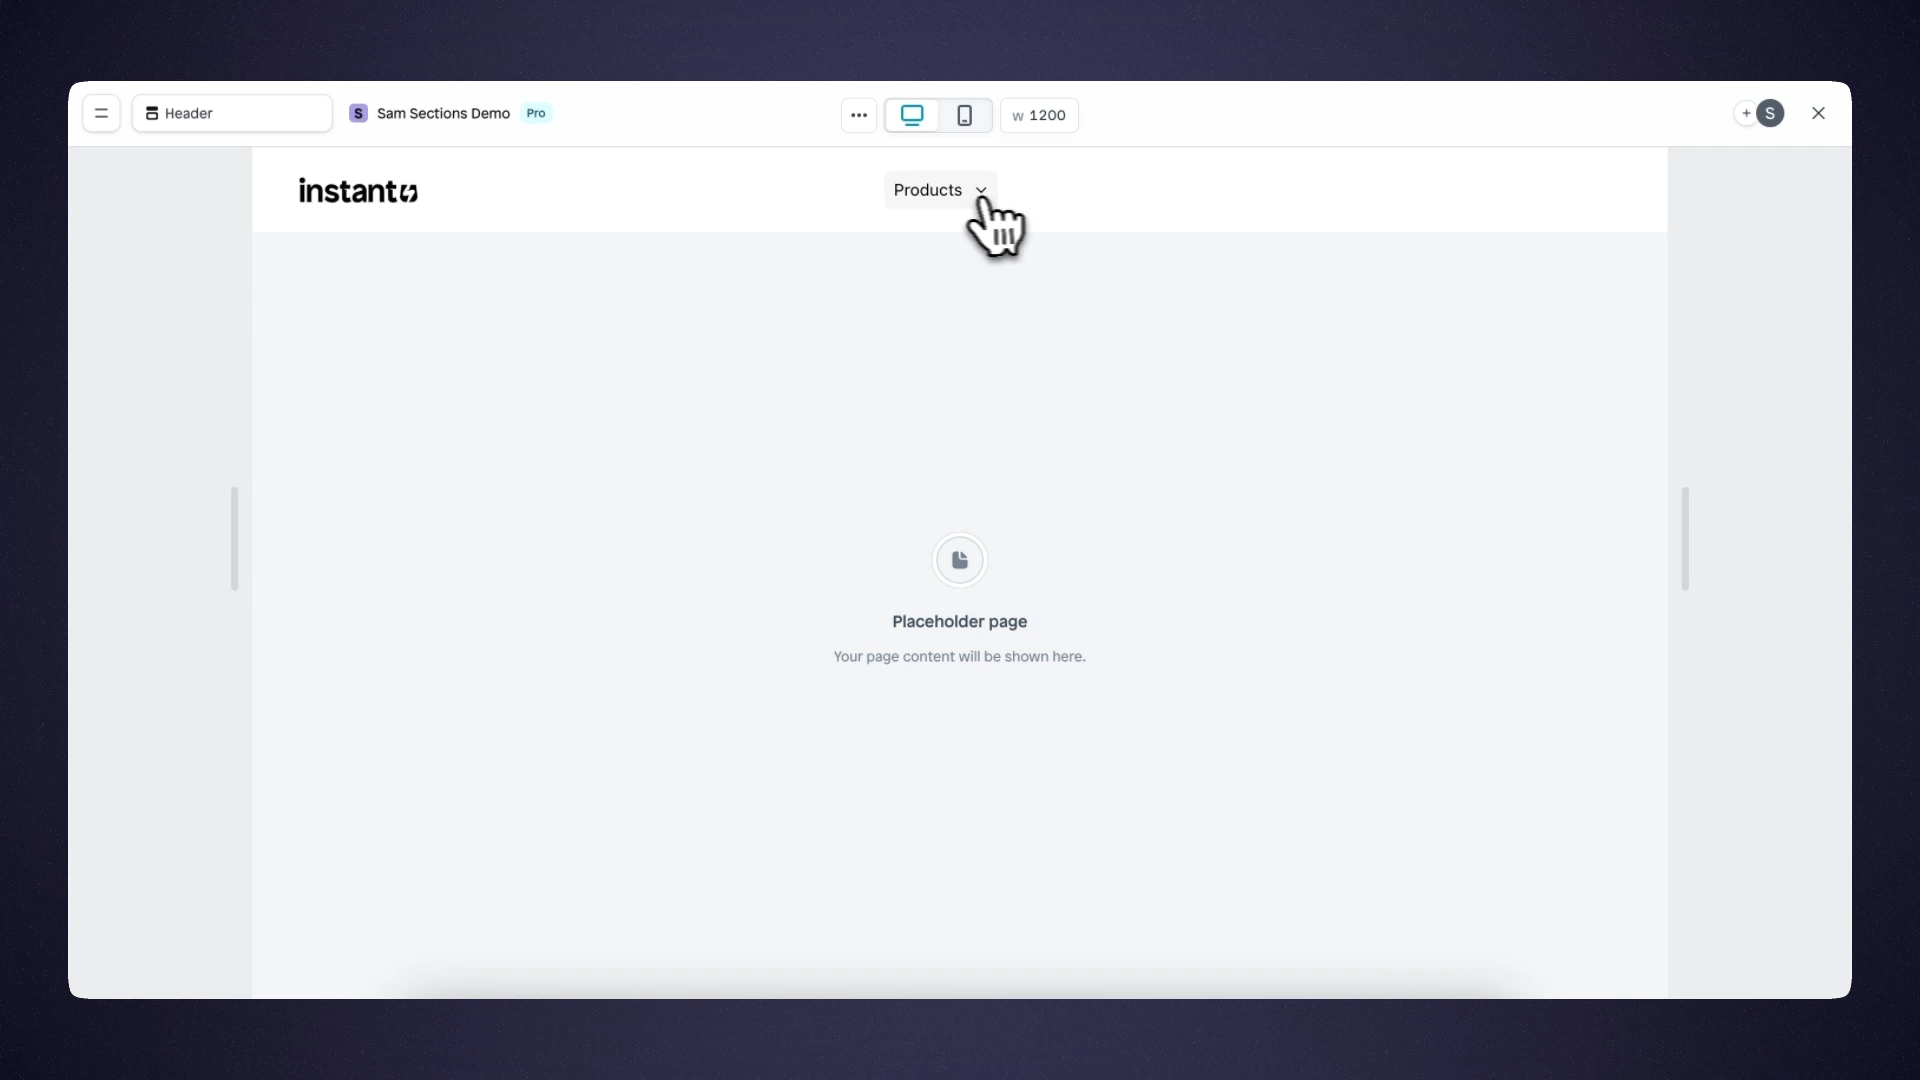 Header
S Sam Sections Demo Pro
W 1200
+ S
instant
Products
Placeholder page
Your page content will be shown here.